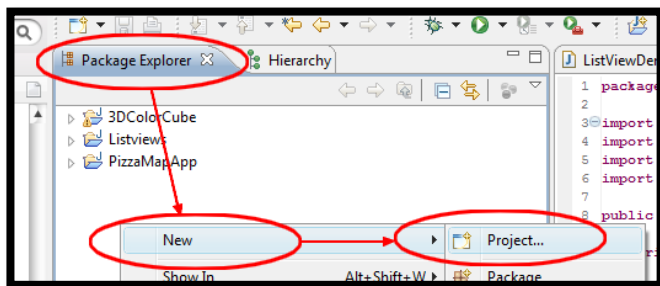 Package Explorer Hierarchy
ListViewDer
1 package
2
3 import
4 import
5 import
6 import
7
8 public
3DColorCube
Listviews
PizzaMapApp
New Project...
Show In Alt+Shift+W Package